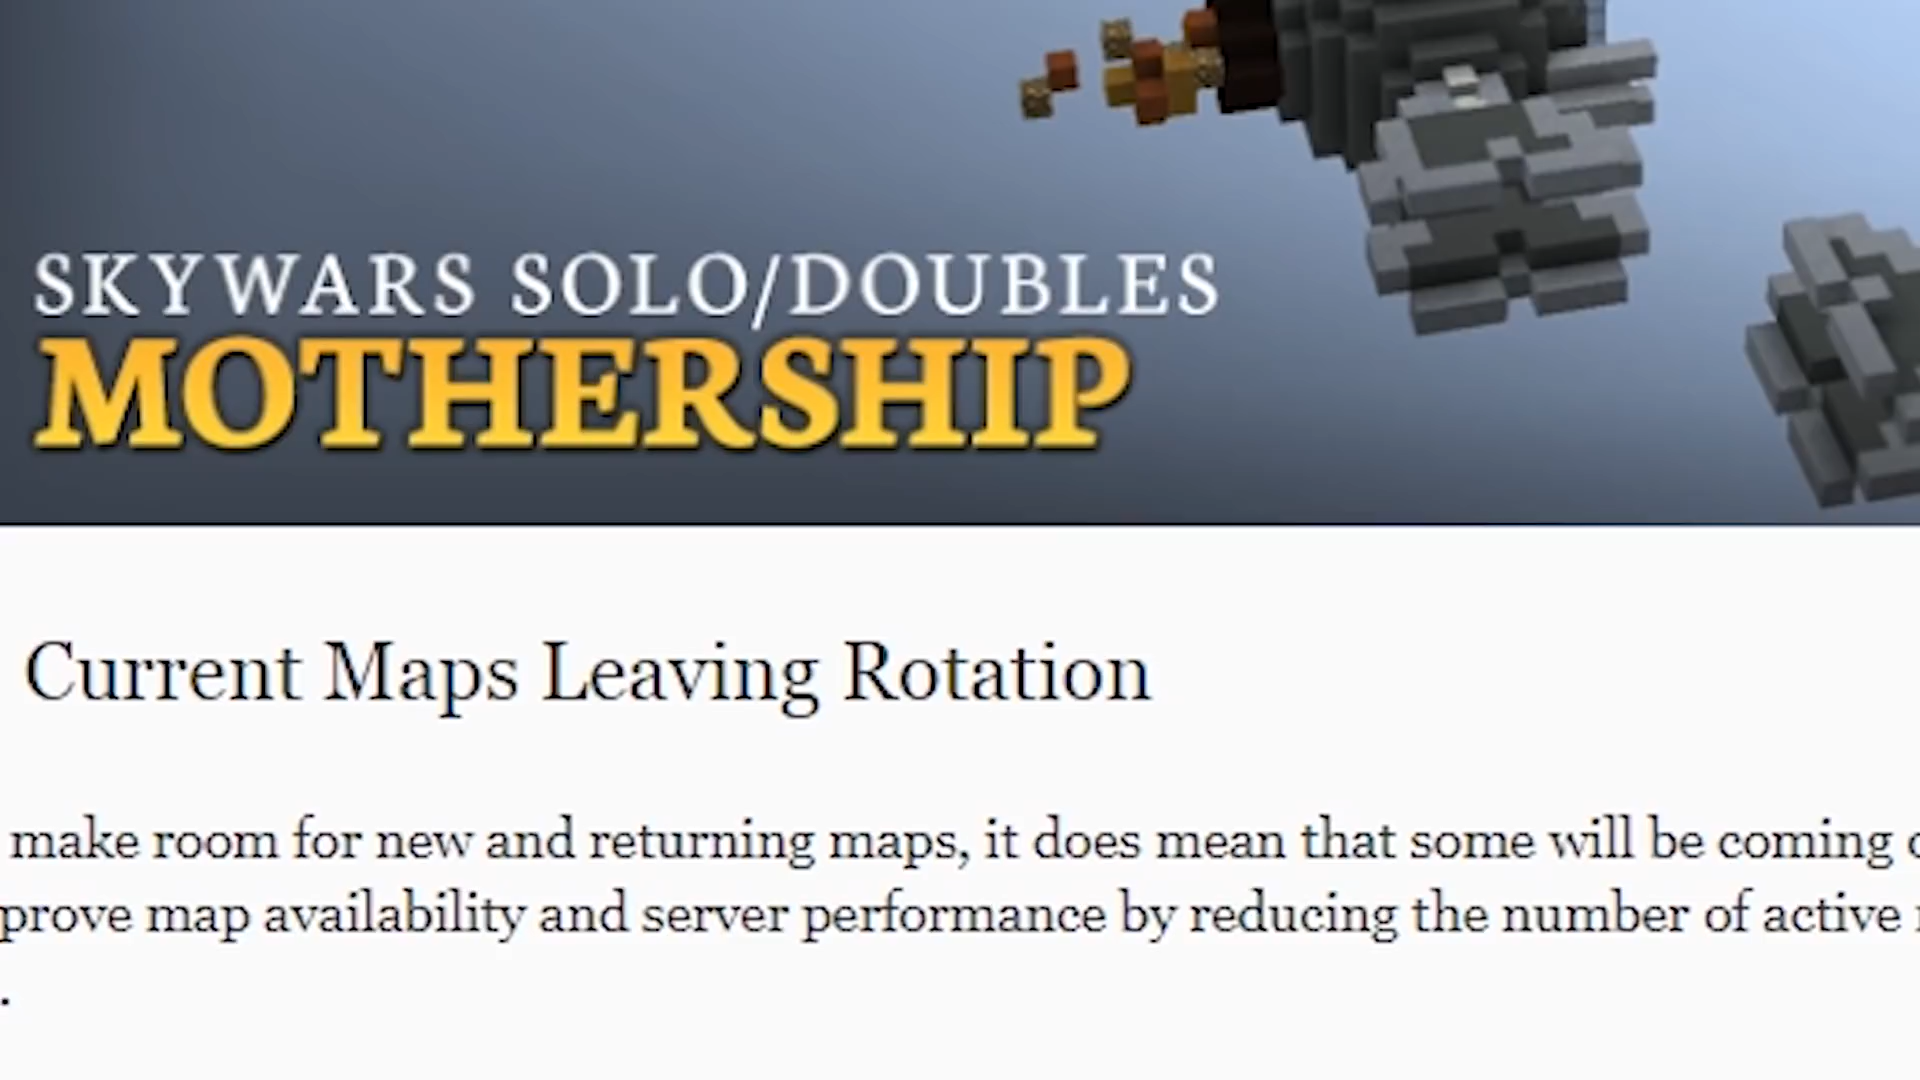 SKYWARS SOLO/DOUBLES
MOTHERSHIP
Current Maps Leaving Rotation
make room for new and returning maps, it does mean that some will be coming
prove map availability and server performance by reducing the number of active
.